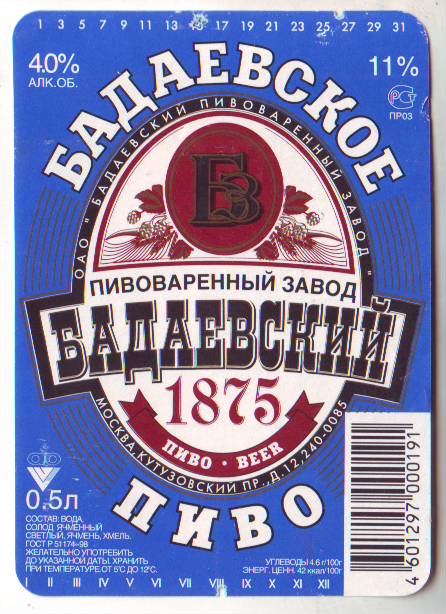 1 3 5 7 9 11 13 15 17 19 21 23 25 27 29 31
4.0%
АЛК.ОБ.
11%
РСТ
ПР03
БАДАЕВСКОЕ
ОАО "БАДАЕВСКИЙ ПИВОВАРЕННЫЙ ЗАВОД"
БПЗ
ПИВОВАРЕННЫЙ ЗАВОД
БАДАЕВСКИЙ
1875
ПИВО • BEER
МОСКВА, КУТУЗОВСКИЙ ПР., Д.12, 240-0085
ПИВО
0.5л
СОСТАВ: ВОДА,
СОЛОД ЯЧМЕННЫЙ
СВЕТЛЫЙ, ЯЧМЕНЬ, ХМЕЛЬ.
ГОСТ Р 51174-98
ЖЕЛАТЕЛЬНО УПОТРЕБИТЬ
ДО УКАЗАННОЙ ДАТЫ. ХРАНИТЬ
ПРИ ТЕМПЕРАТУРЕ ОТ 5°С ДО 12°С.
УГЛЕВОДЫ 4.6 г/100г
ЭНЕРГ. ЦЕНН. 42 ккал/100г
4 601297 000191
I II III IV V VI VII VIII IX X XI XII